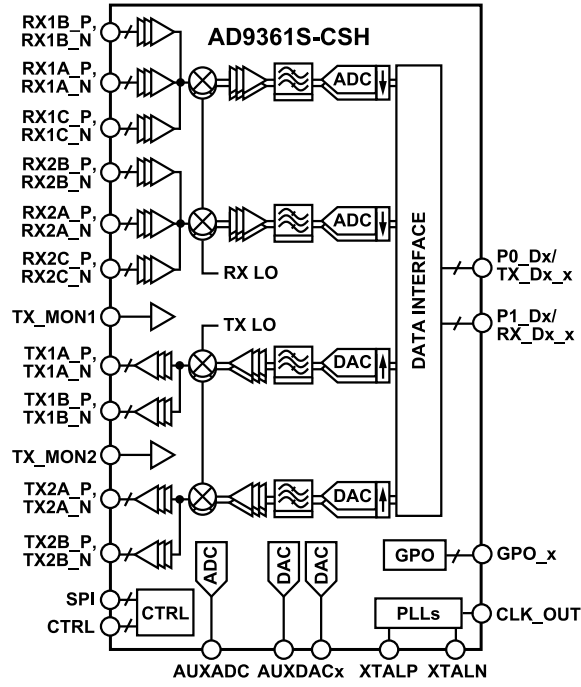 AD9361S-CSH
RX1B_P,
RX1B_N
RX1A_P,
RX1A_N
RX1C_P,
RX1C_N
RX2B_P,
RX2B_N
RX2A_P,
RX2A_N
RX2C_P,
RX2C_N
TX_MON1
TX1A_P,
TX1A_N
TX1B_P,
TX1B_N
TX_MON2
TX2A_P,
TX2A_N
TX2B_P,
TX2B_N
SPI
CTRL
CTRL
ADC
ADC
RX LO
TX LO
DAC
DAC
DATA INTERFACE
P0_Dx/
TX_Dx_x
P1_Dx/
RX_Dx_x
ADC
DAC
DAC
GPO
GPO_x
PLLs
CLK_OUT
AUXADC
AUXDACx
XTALP
XTALN